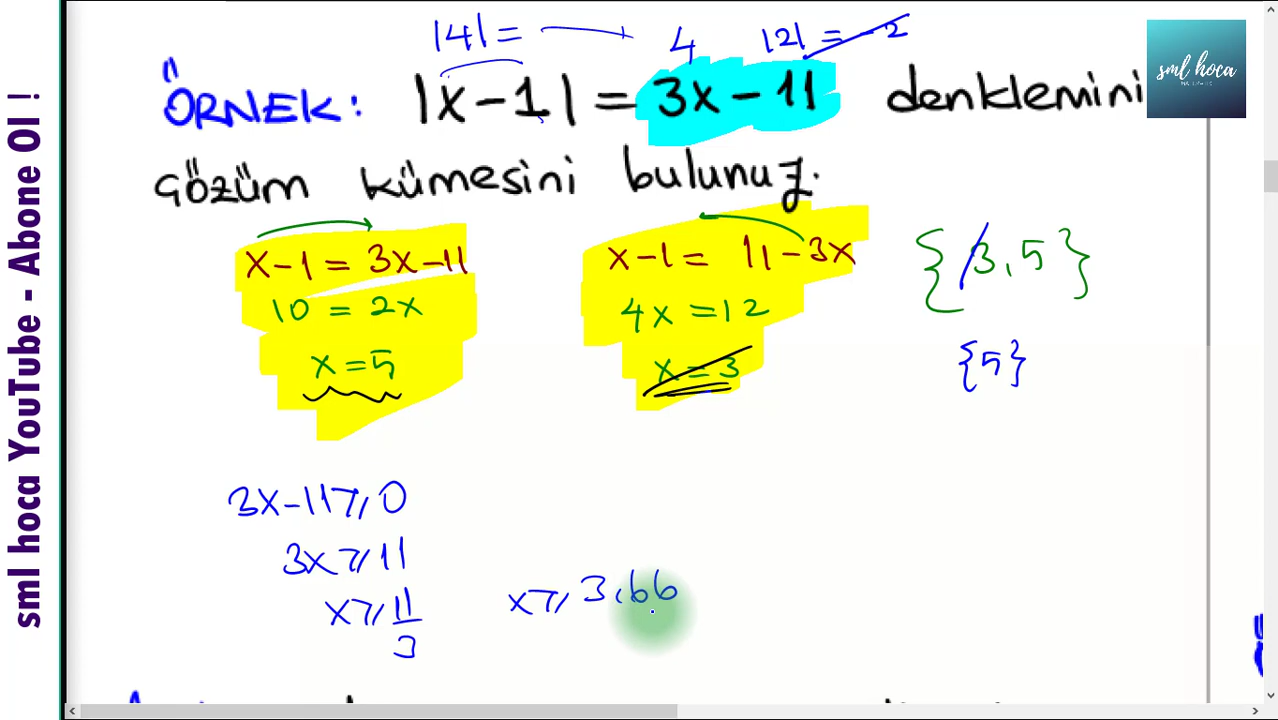 |4| = 4 |2| = -2
ÖRNEK: |x-1| = 3x-11 denklemini
çözüm kümesini bulunuz.
x-1 = 3x-11
10 = 2x
x = 5
x-1 = 11-3x
4x = 12
x = 3
{3,5}
{5}
3x-11 ≥ 0
3x ≥ 11
x ≥ 11/3
x ≥ 3,66
sml hoca
sml hoca YouTube - Abone Ol !